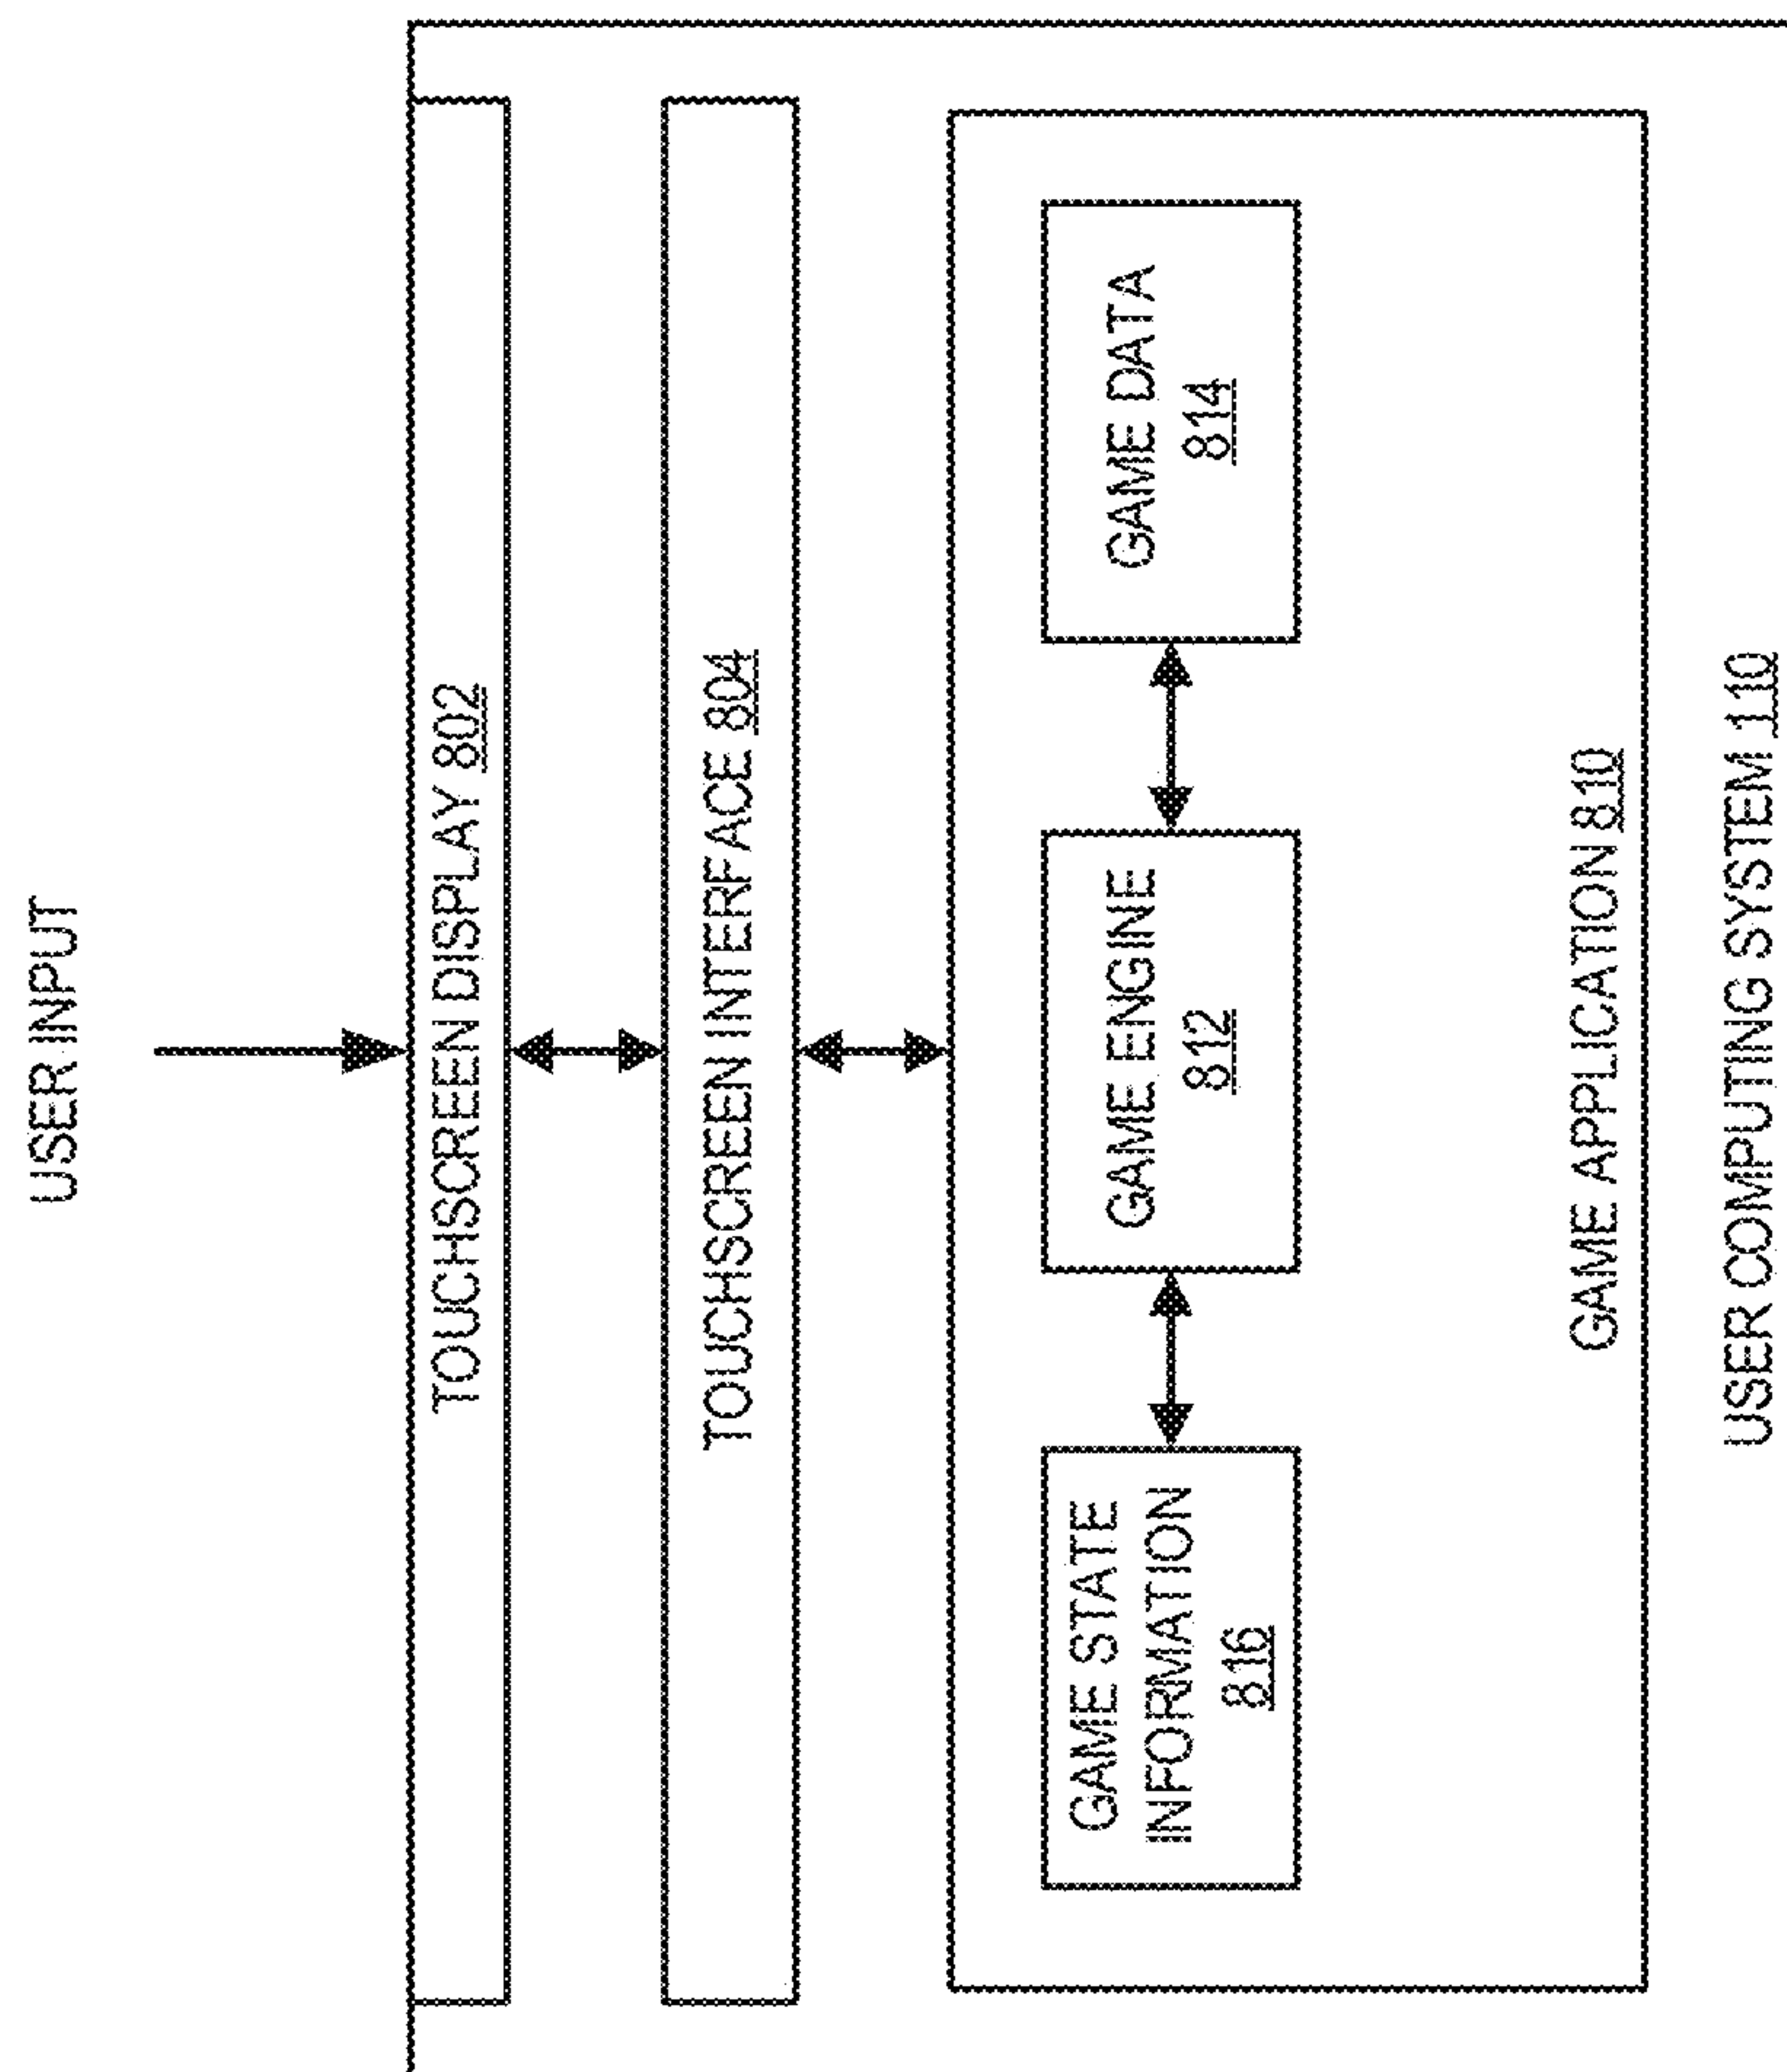 USER INPUT
TOUCHSCREEN DISPLAY 802
TOUCHSCREEN INTERFACE 804
GAME STATE
INFORMATION
816
GAME ENGINE
812
GAME DATA
814
GAME APPLICATION 810
USER COMPUTING SYSTEM 110